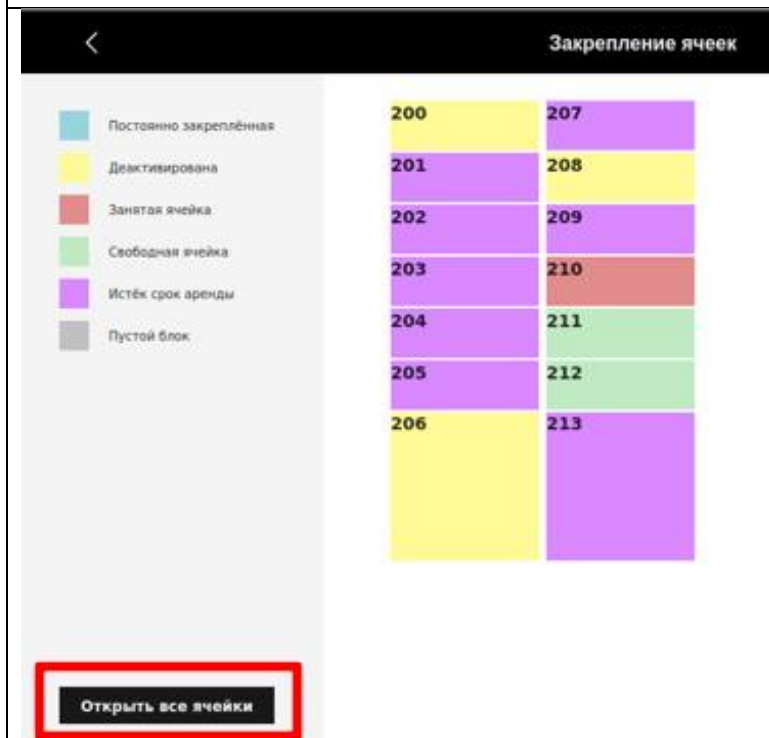 Закрепление ячеек
Постоянно закреплённая
Деактивирована
Занятая ячейка
Свободная ячейка
Истёк срок аренды
Пустой блок
200 207
201 208
202 209
203 210
204 211
205 212
206 213
Открыть все ячейки